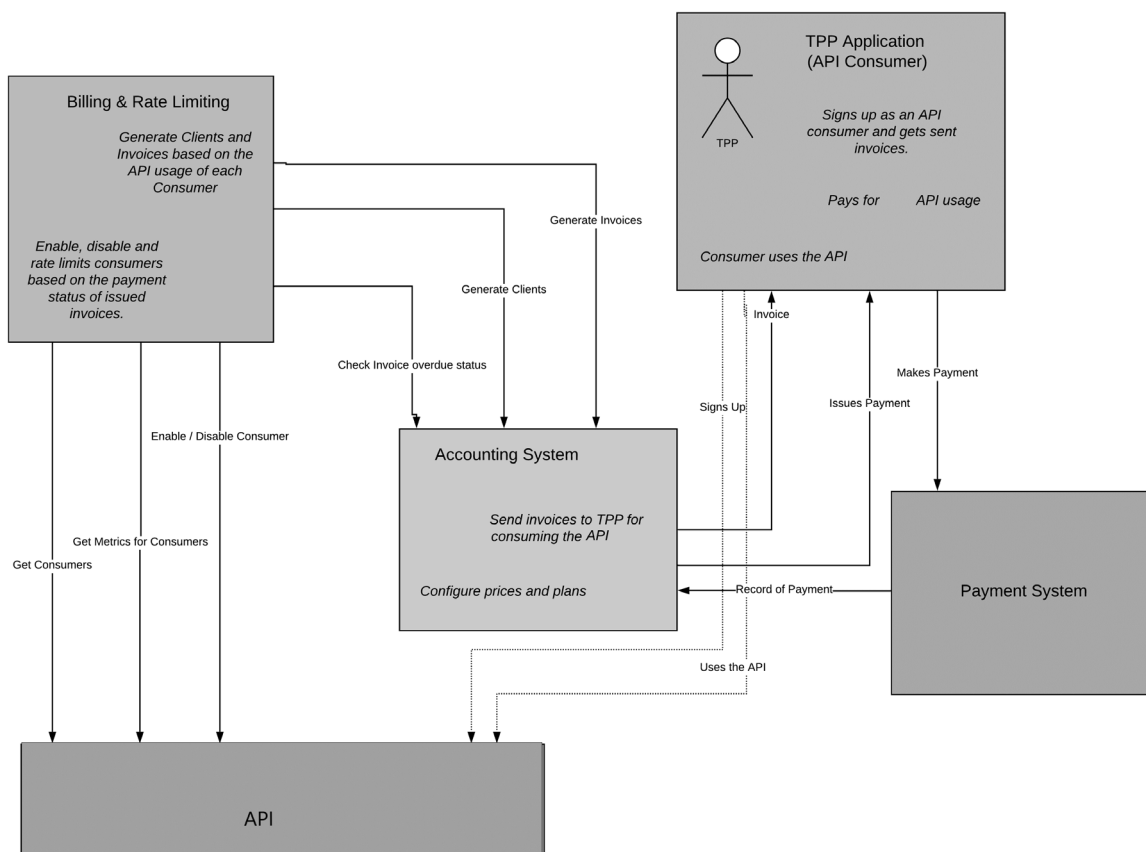 TPP Application
(API Consumer)
TPP
Signs up as an API
consumer and gets sent
invoices.
Pays for API usage
Consumer uses the API
Billing & Rate Limiting
Generate Clients and
Invoices based on the
API usage of each
Consumer
Enable, disable and
rate limits consumers
based on the payment
status of issued
invoices.
Generate Invoices
Generate Clients
Check Invoice overdue status
Invoice
Makes Payment
Signs Up
Issues Payment
Enable / Disable Consumer
Accounting System
Send invoices to TPP for
consuming the API
Configure prices and plans
Get Metrics for Consumers
Get Consumers
Record of Payment
Payment System
Uses the API
API